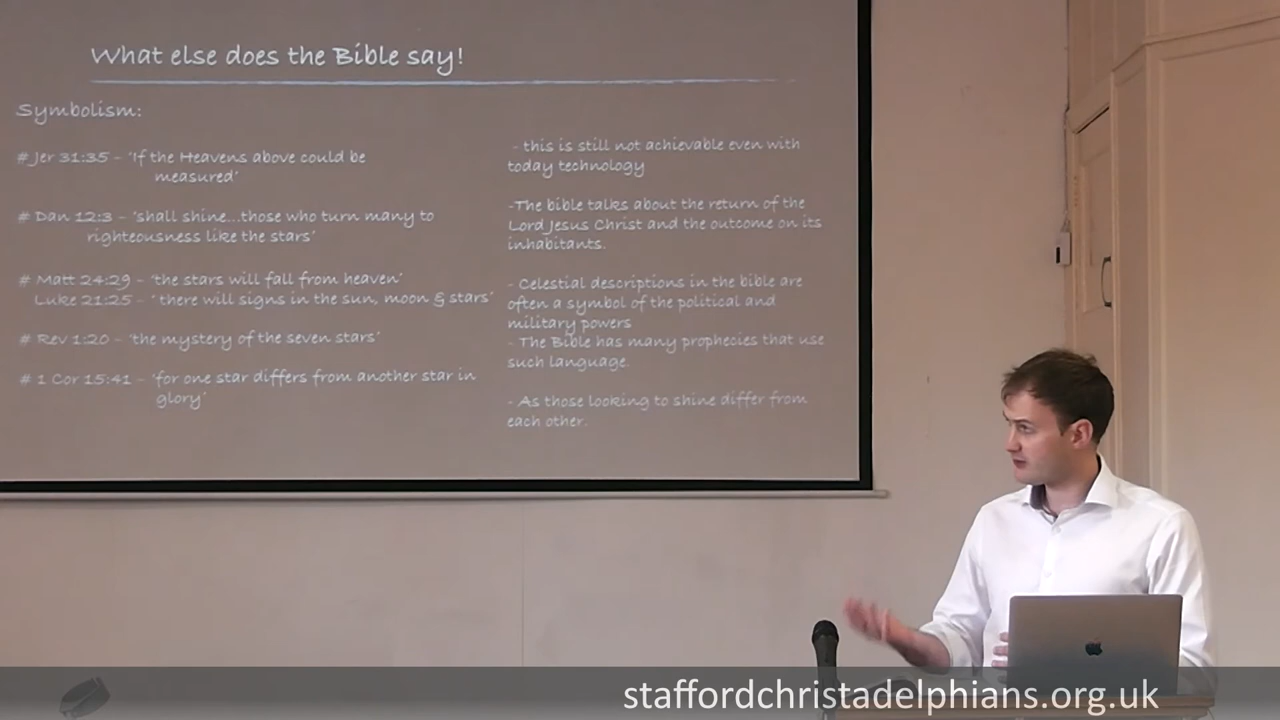 What else does the Bible say!
Symbolism:
# Jer 31:35 – 'If the Heavens above could be
measured'
# Dan 12:3 – 'shall shine...those who turn many to
righteousness like the stars'
# Matt 24:29 – 'the stars will fall from heaven'
Luke 21:25 – ' there will signs in the sun, moon & stars'
# Rev 1:20 – 'the mystery of the seven stars'
# 1 Cor 15:41 – 'for one star differs from another star in
glory'
- this is still not achievable even with
today technology
-The bible talks about the return of the
Lord Jesus Christ and the outcome on its
inhabitants.
- Celestial descriptions in the bible are
often a symbol of the political and
military powers
- The Bible has many prophecies that use
such language.
- As those looking to shine differ from
each other.
staffordchristadelphians.org.uk